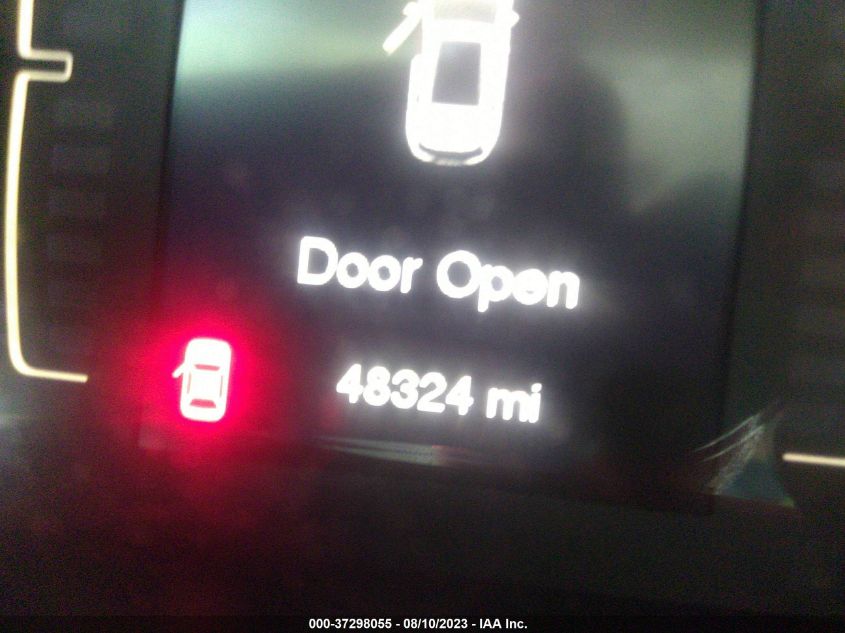 Door Open
48324 mi
000-37298055 - 08/10/2023 - IAA Inc.